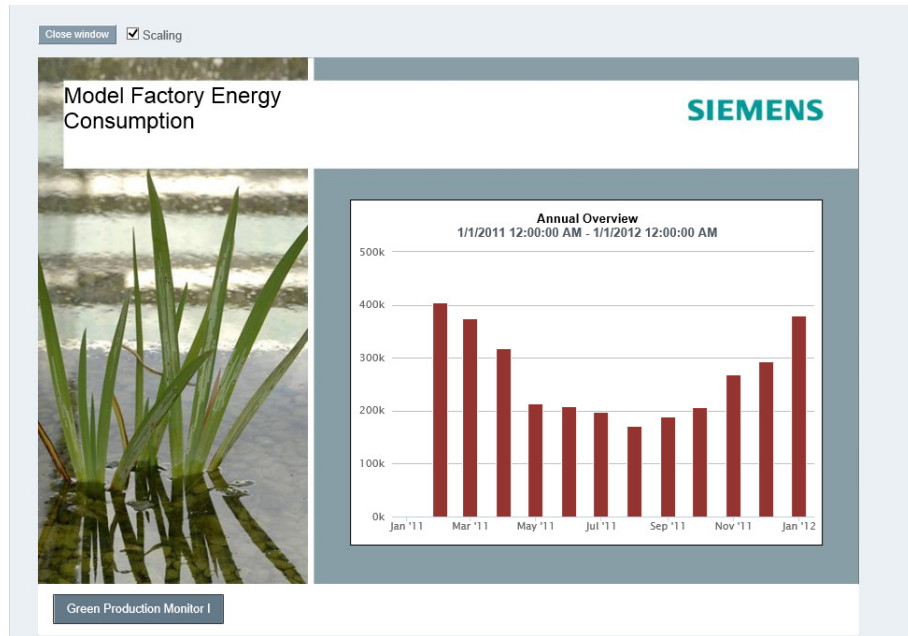 Close window
Scaling
Model Factory Energy
Consumption
SIEMENS
Annual Overview
1/1/2011 12:00:00 AM - 1/1/2012 12:00:00 AM
500k
400k
300k
200k
100k
0k
Jan '11
Mar '11
May '11
Jul '11
Sep '11
Nov '11
Jan '12
Green Production Monitor I